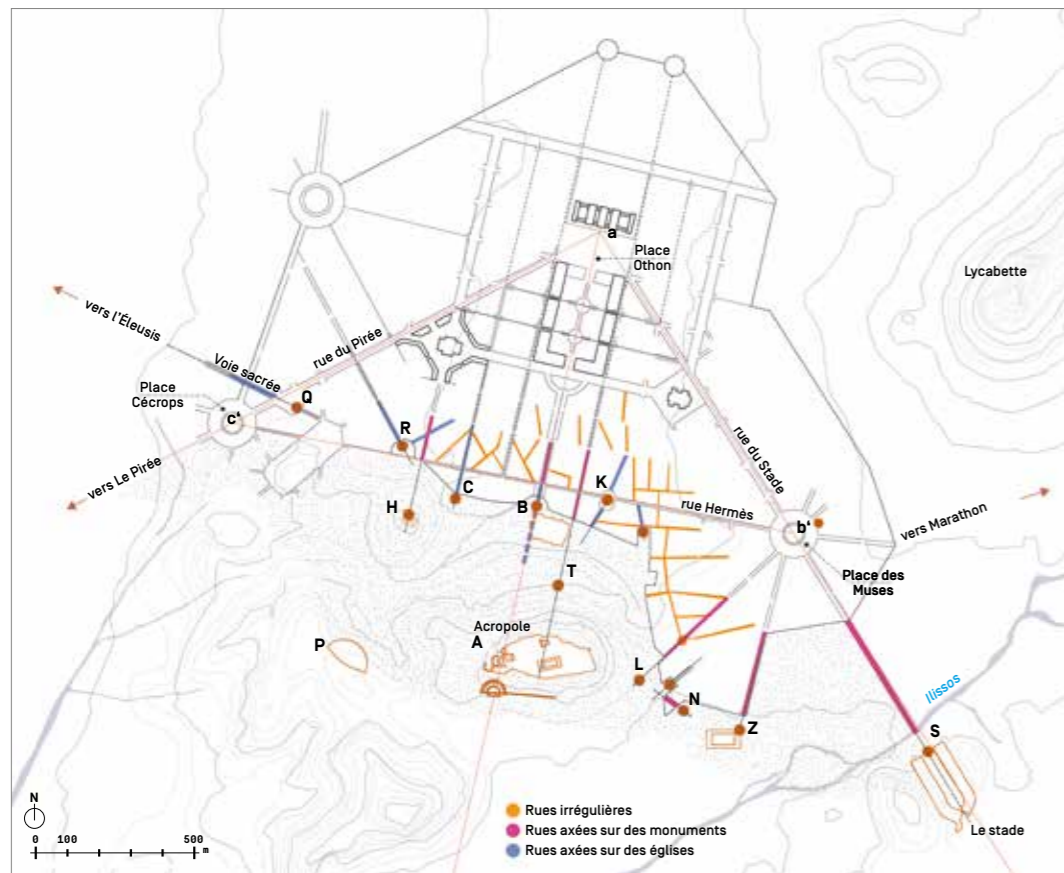 a
Place
Othon
Lycabette
vers l'Éleusis
Voie sacrée
rue du Pirée
Place
Cécrops
c'
Q
R
vers Le Pirée
rue du Stade
H
C
B
K
rue Hermès
b'
vers Marathon
Place des
Muses
T
Acropole
A
P
L
N
Z
Ilissos
S
Le stade
N
0 100 500
m
Rues irrégulières
Rues axées sur des monuments
Rues axées sur des églises